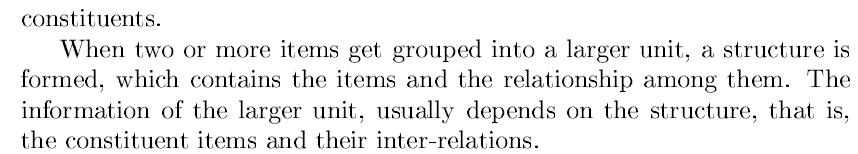 constituents.
When two or more items get grouped into a larger unit, a structure is
formed, which contains the items and the relationship among them. The
information of the larger unit, usually depends on the structure, that is,
the constituent items and their inter-relations.